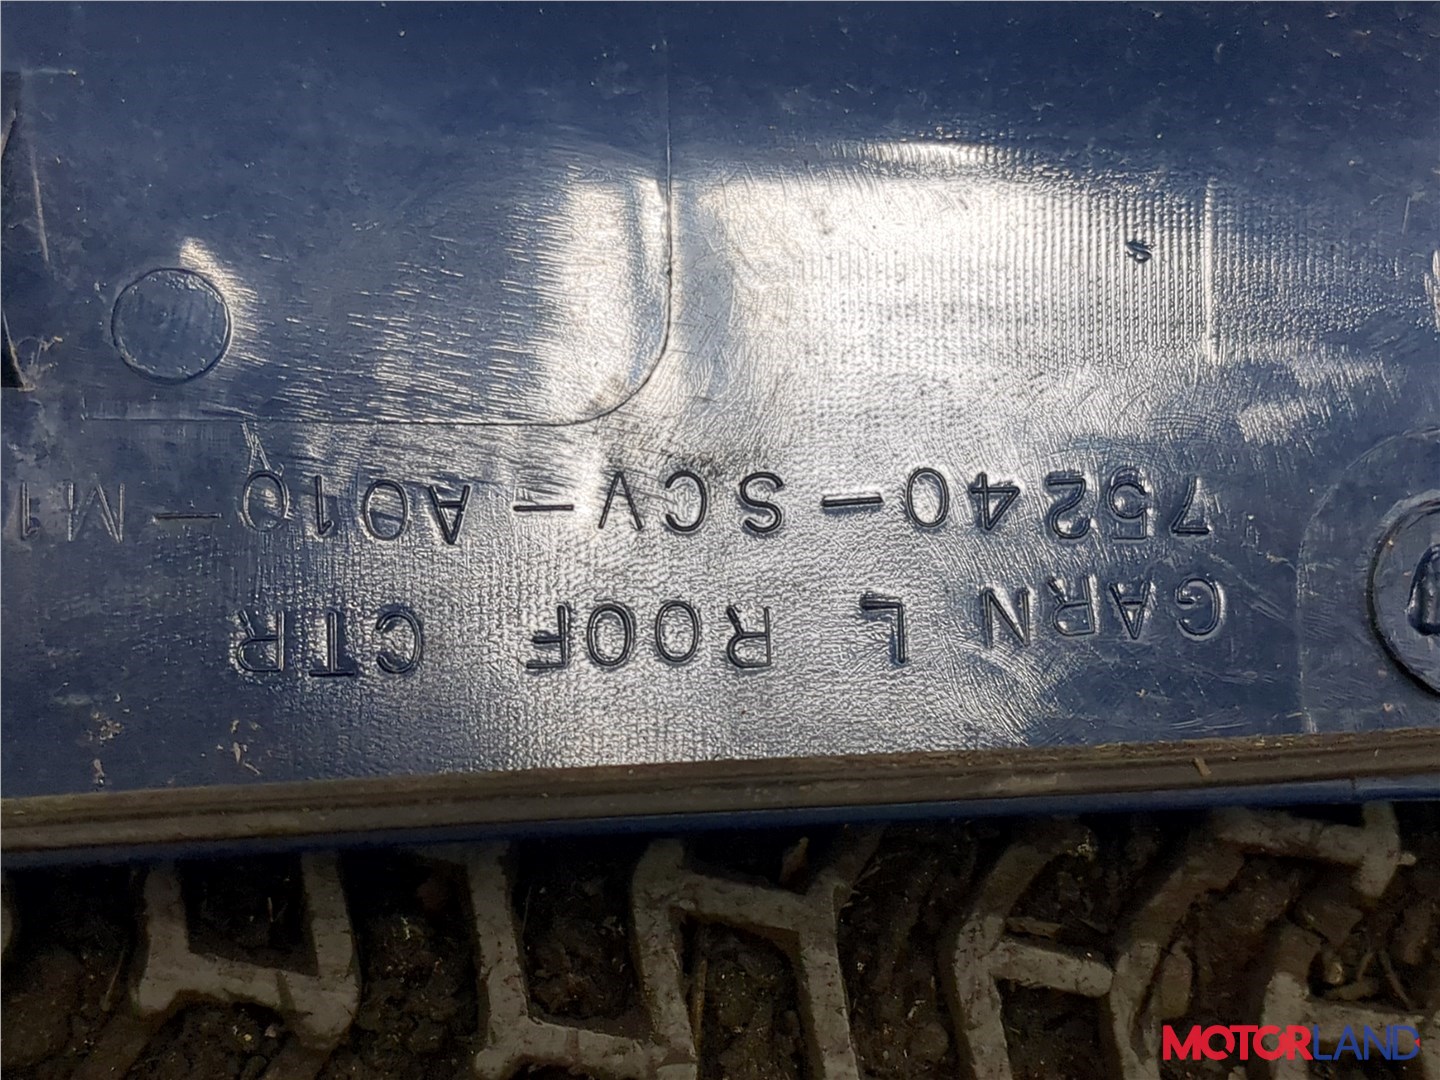 GARN L ROOF CTR
75240-SCV-A010-M1
MOTORLAND